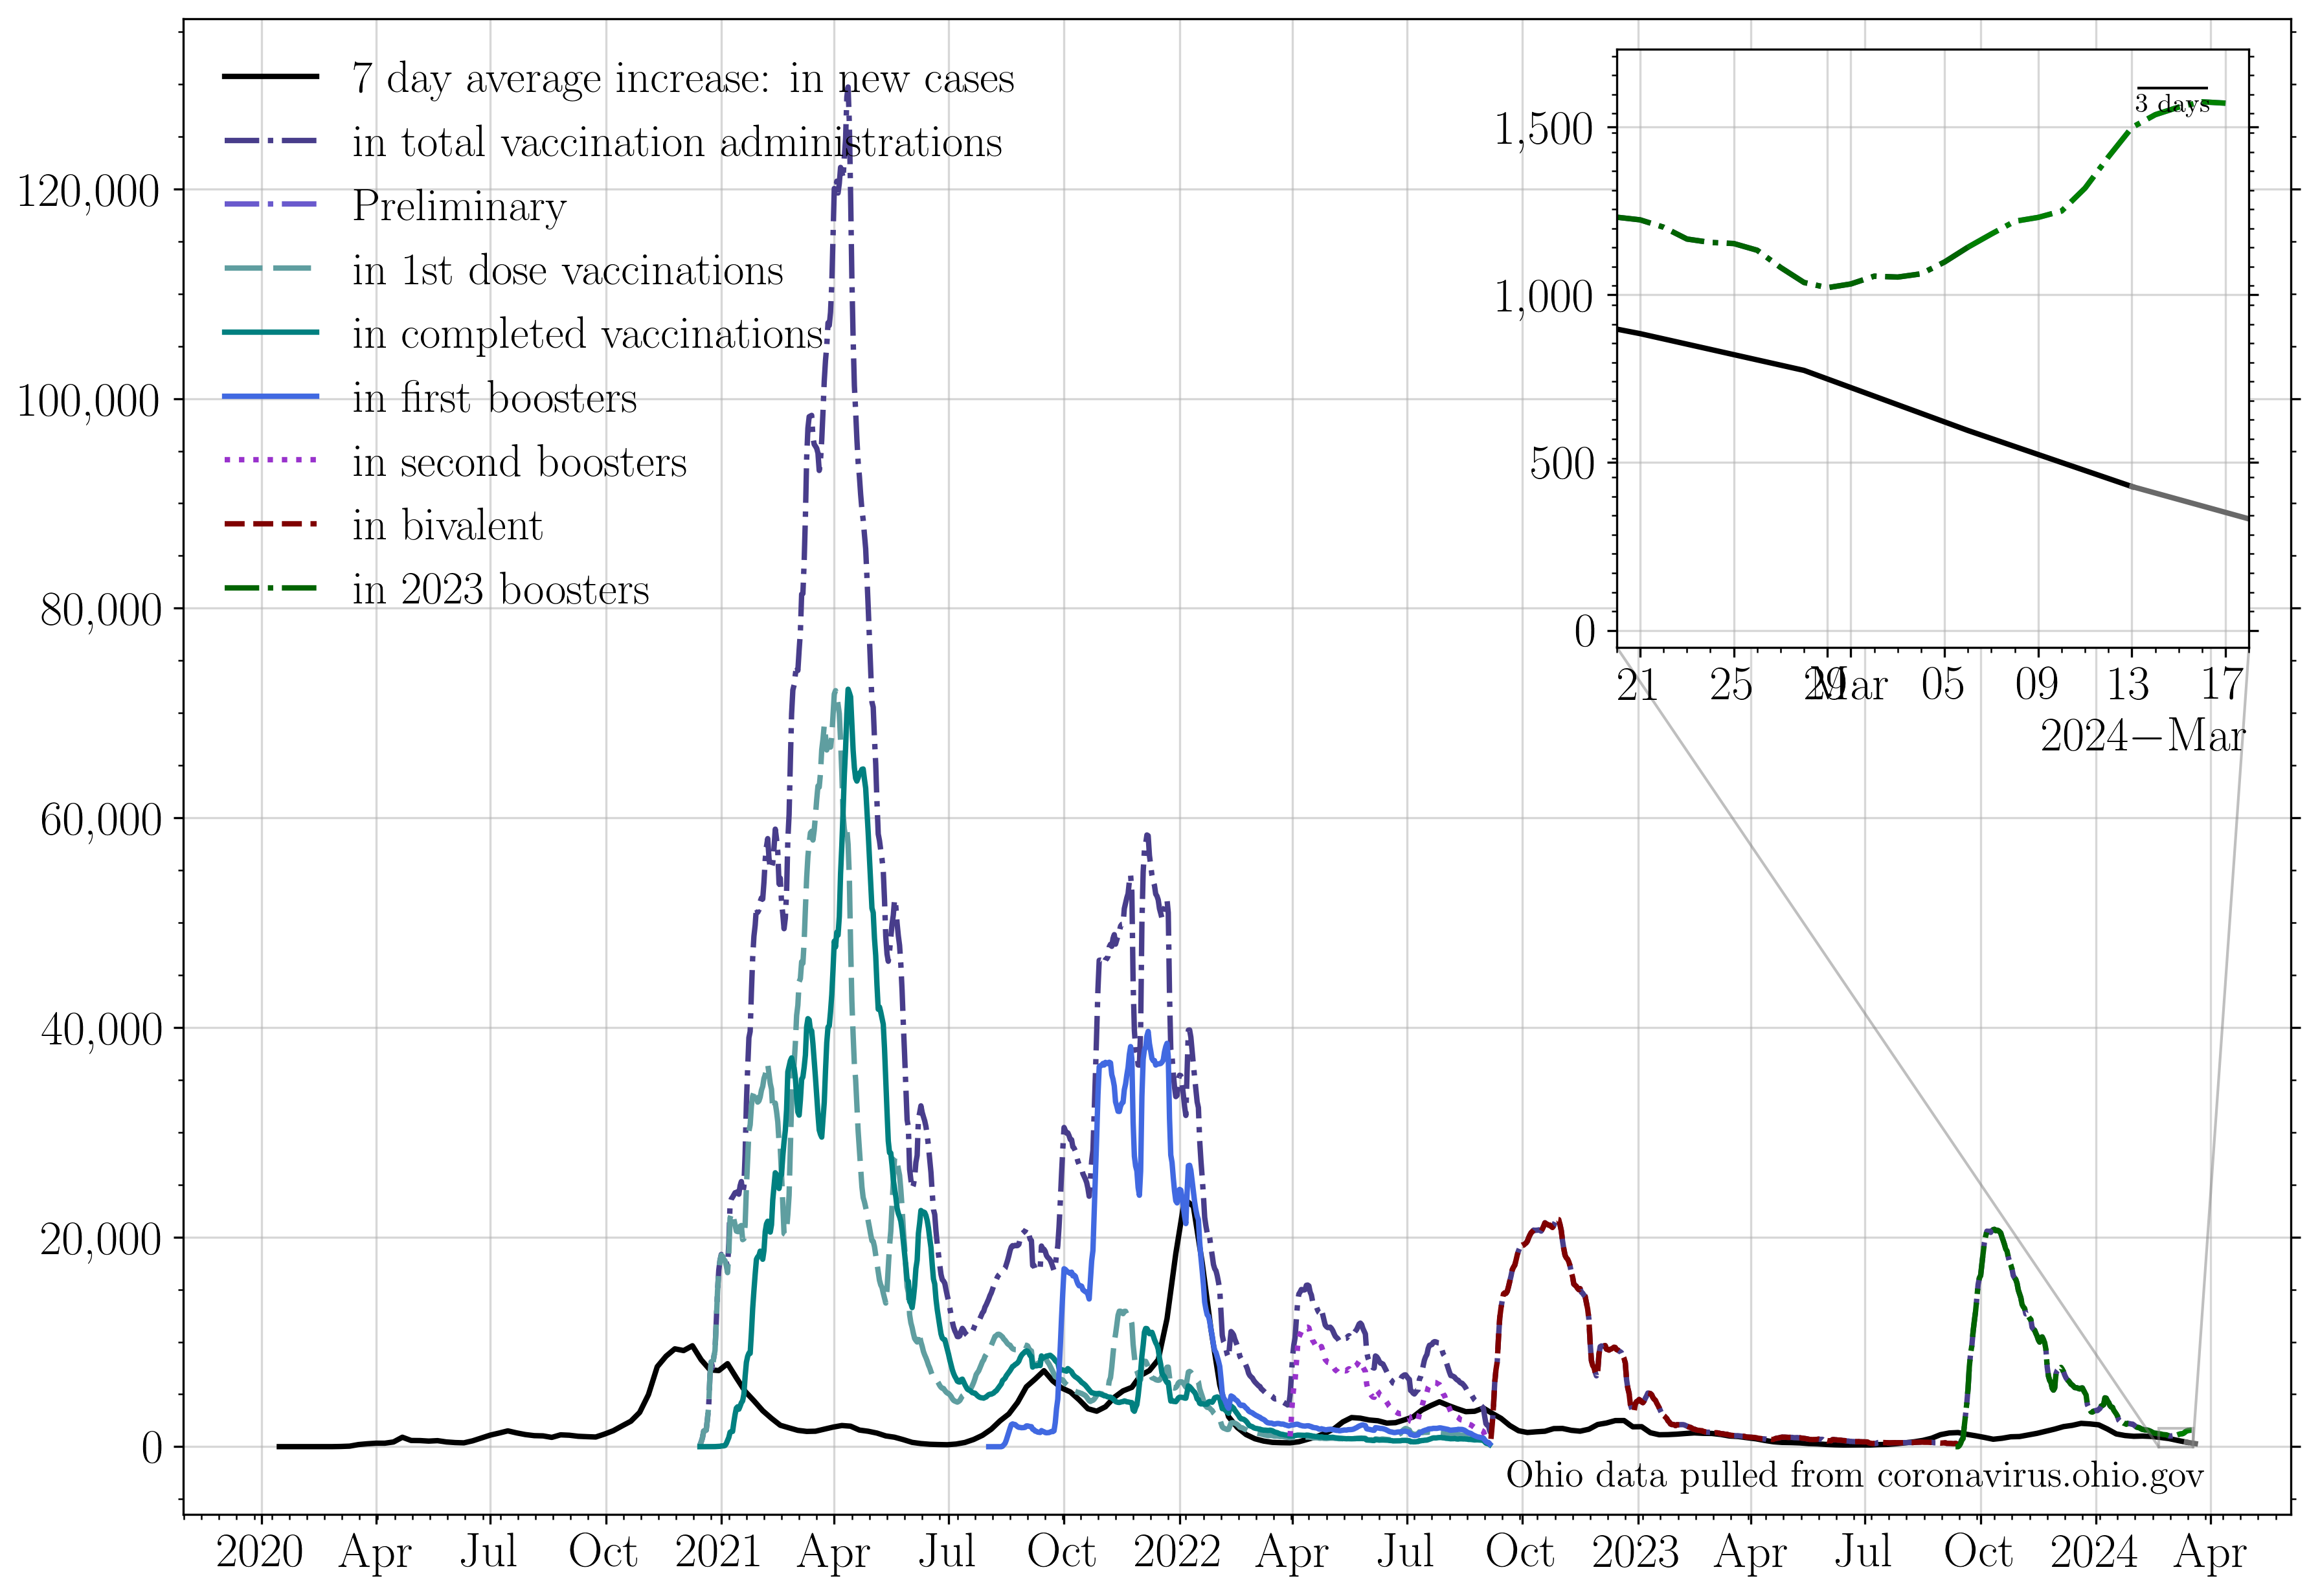 7 day average increase: in new cases
in total vaccination administrations
Preliminary
in 1st dose vaccinations
in completed vaccinations
in first boosters
in second boosters
in bivalent
in 2023 boosters
120,000
100,000
80,000
60,000
40,000
20,000
0
3 days
1,500
1,000
500
0
21 25 29 Mar 05 09 13 17
2024−Mar
Ohio data pulled from coronavirus.ohio.gov
2020 Apr Jul Oct 2021 Apr Jul Oct 2022 Apr Jul Oct 2023 Apr Jul Oct 2024 Apr